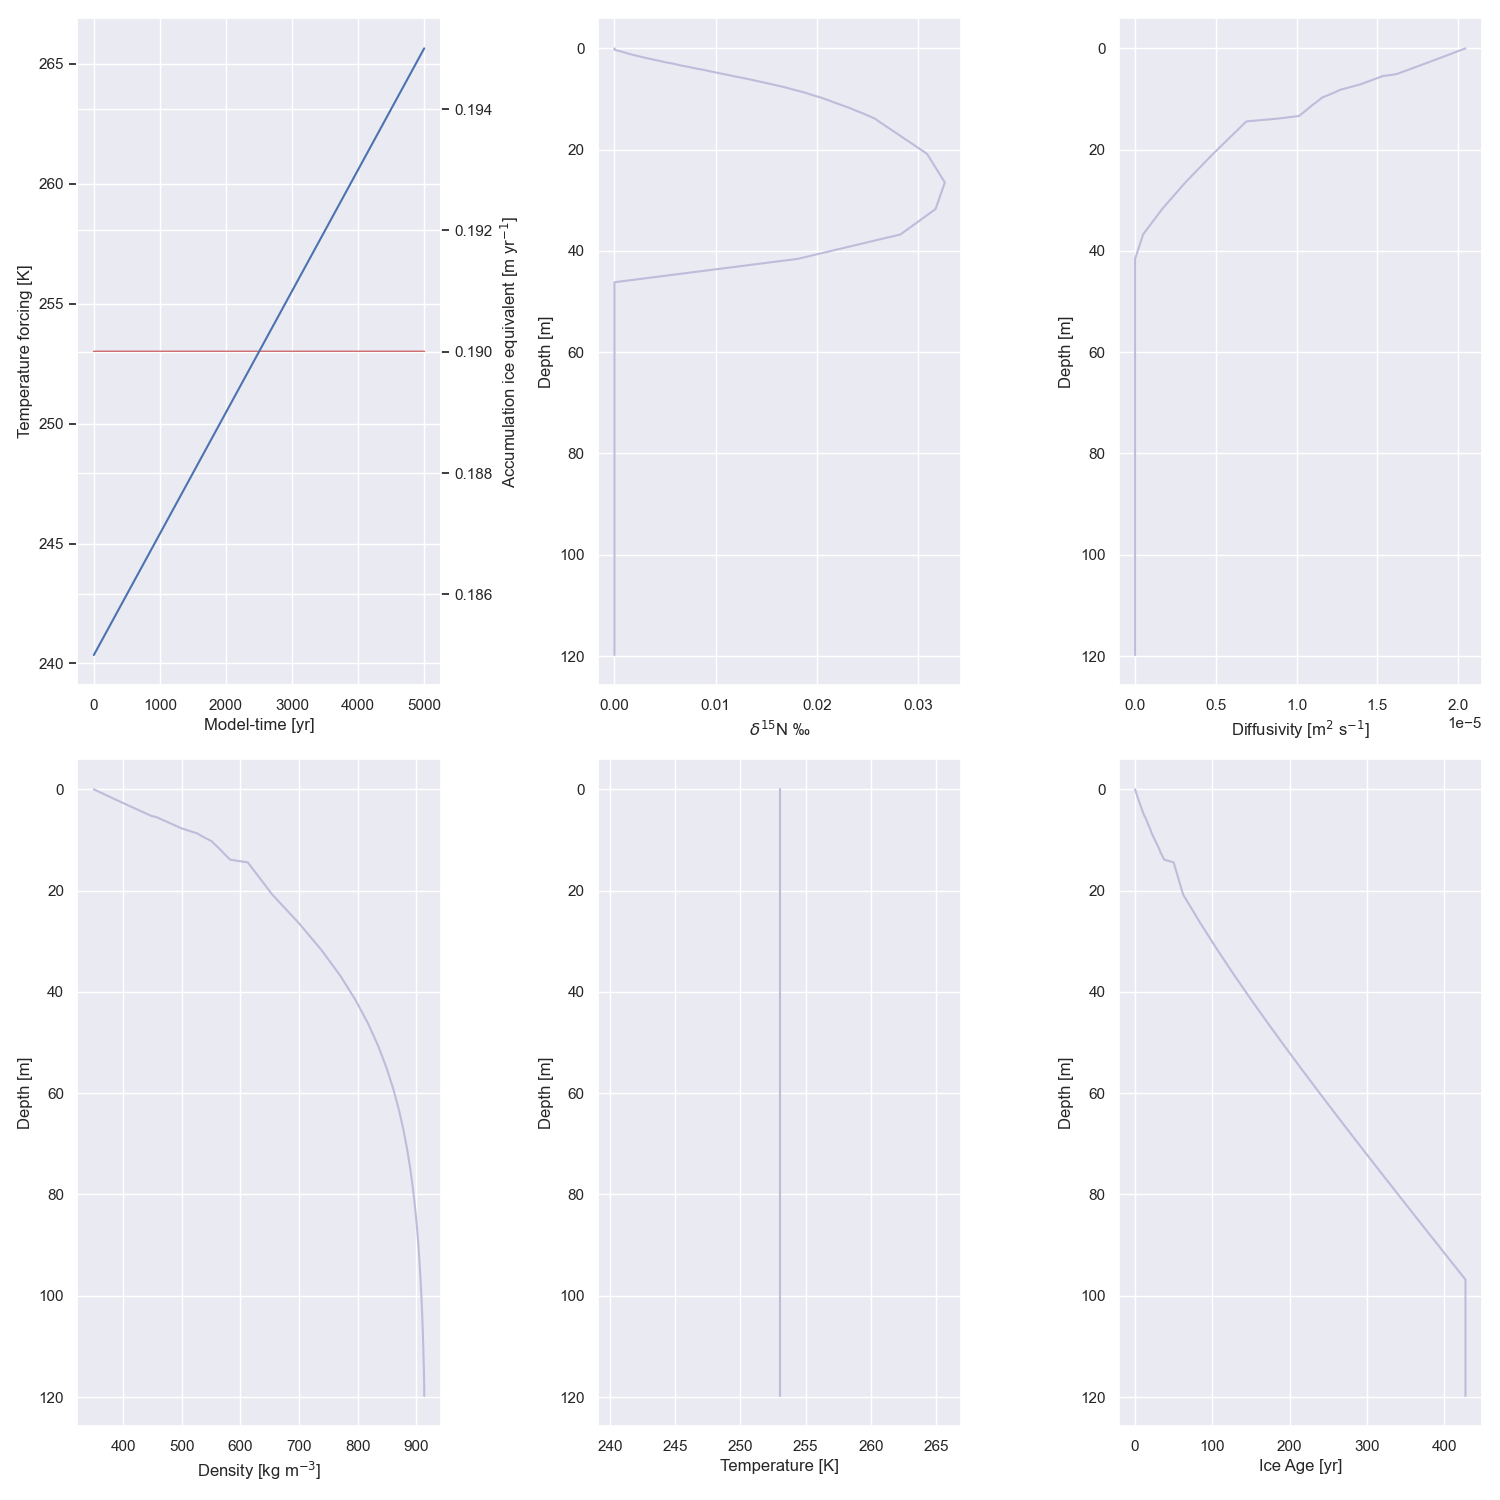 Temperature forcing [K]
265
260
255
250
245
240
0 1000 2000 3000 4000 5000
Model-time [yr]
0.194
0.192
0.190
0.188
0.186
Accumulation ice equivalent [m yr⁻¹]
Depth [m]
0
20
40
60
80
100
120
0.00 0.01 0.02 0.03
δ¹⁵N ‰
Depth [m]
0
20
40
60
80
100
120
0.0 0.5 1.0 1.5 2.0
1e−5
Diffusivity [m² s⁻¹]
Depth [m]
0
20
40
60
80
100
120
400 500 600 700 800 900
Density [kg m⁻³]
Depth [m]
0
20
40
60
80
100
120
240 245 250 255 260 265
Temperature [K]
Depth [m]
0
20
40
60
80
100
120
0 100 200 300 400
Ice Age [yr]